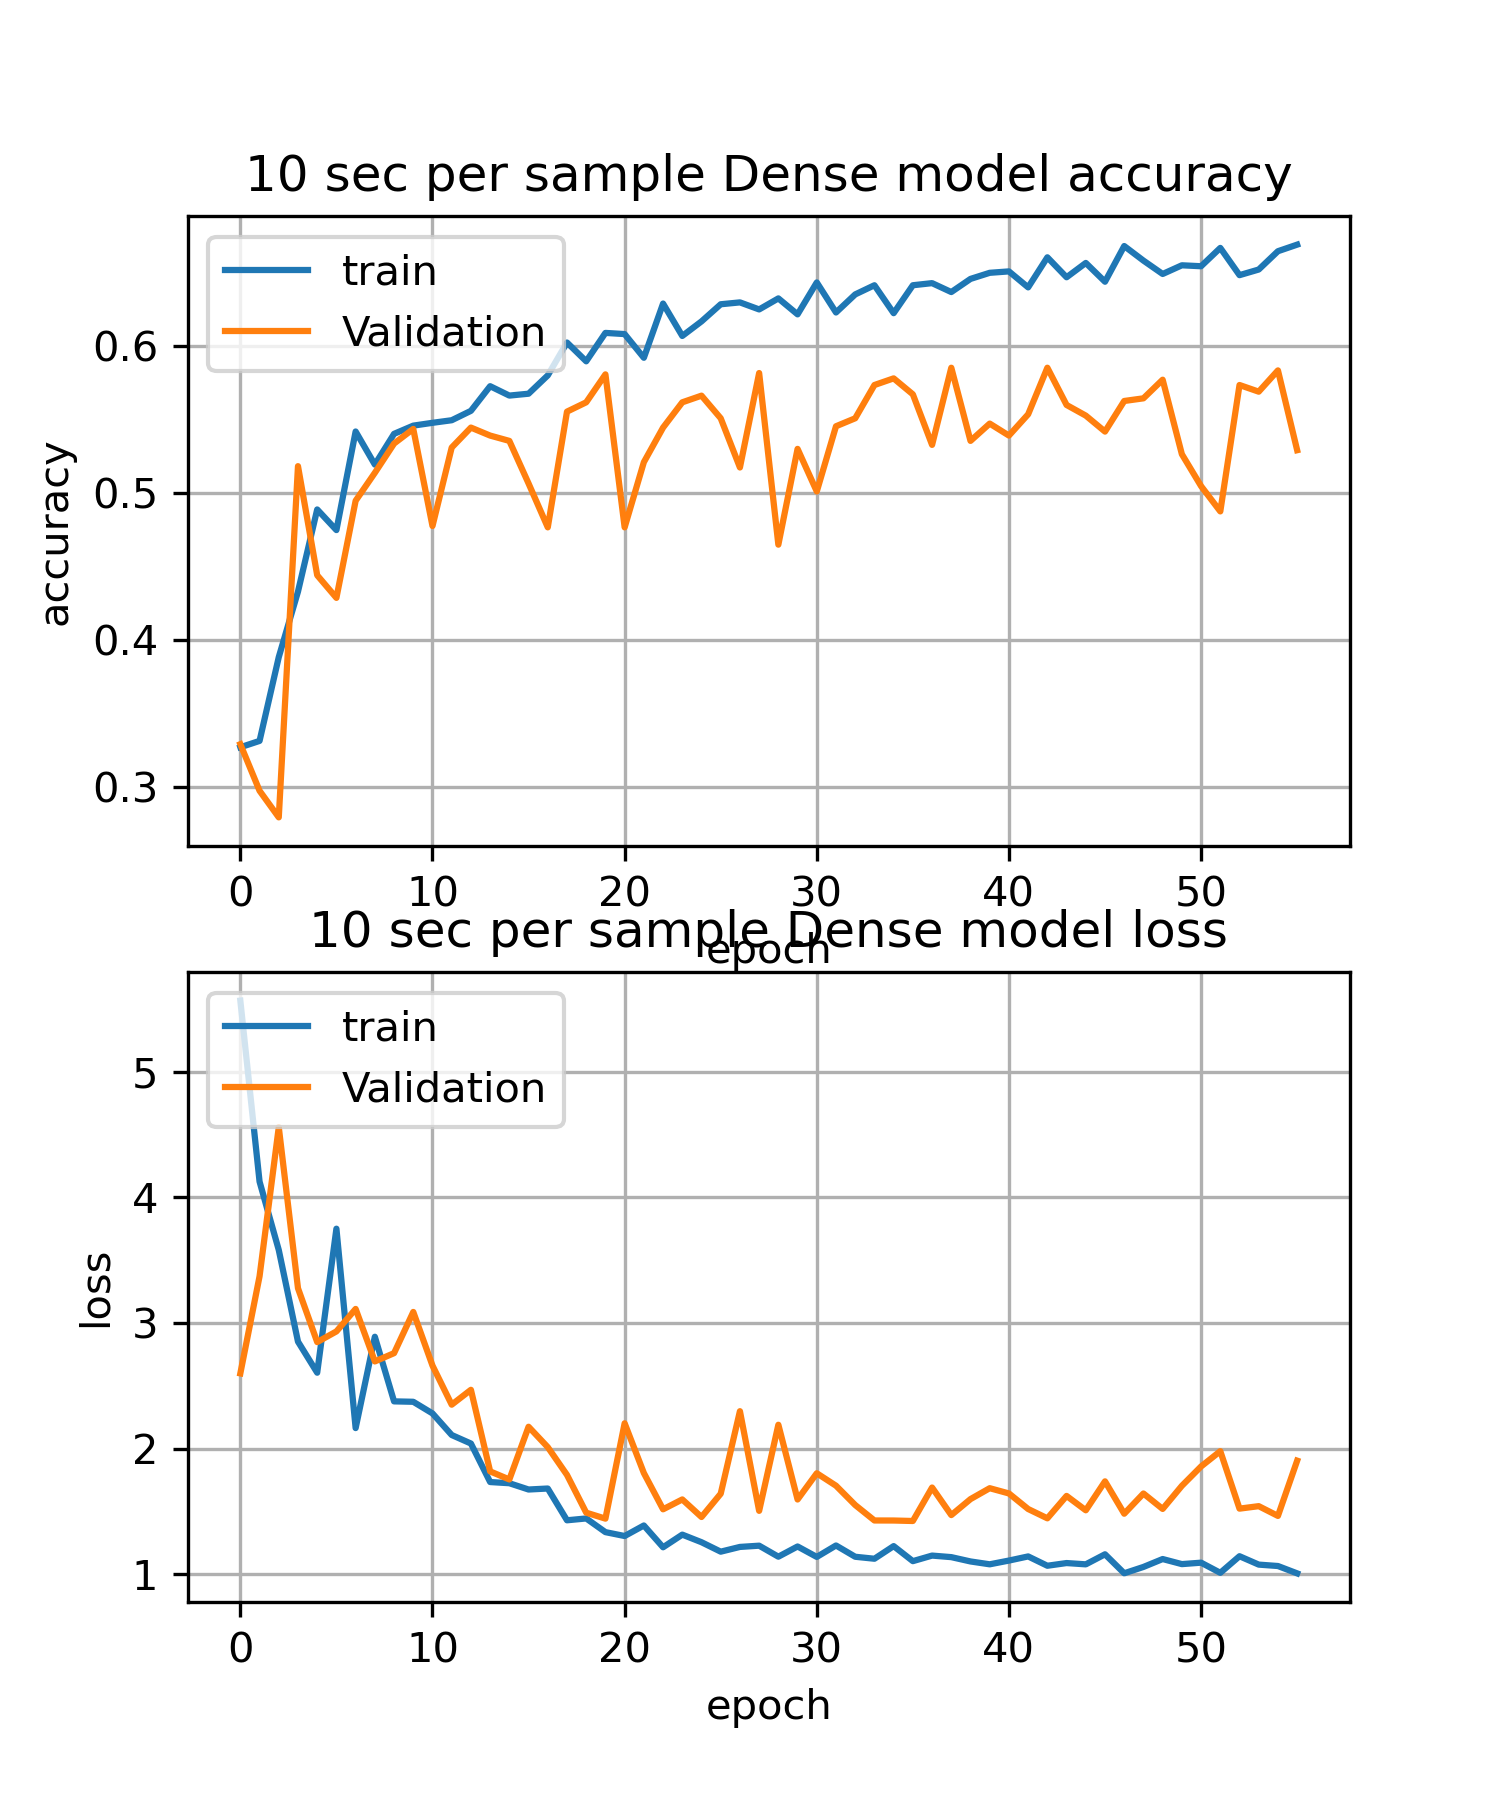 10 sec per sample Dense model accuracy
train
Validation
0.6
0.5
0.4
0.3
accuracy
0 10 20 30 40 50
epoch
10 sec per sample Dense model loss
train
Validation
5
4
3
2
1
loss
0 10 20 30 40 50
epoch